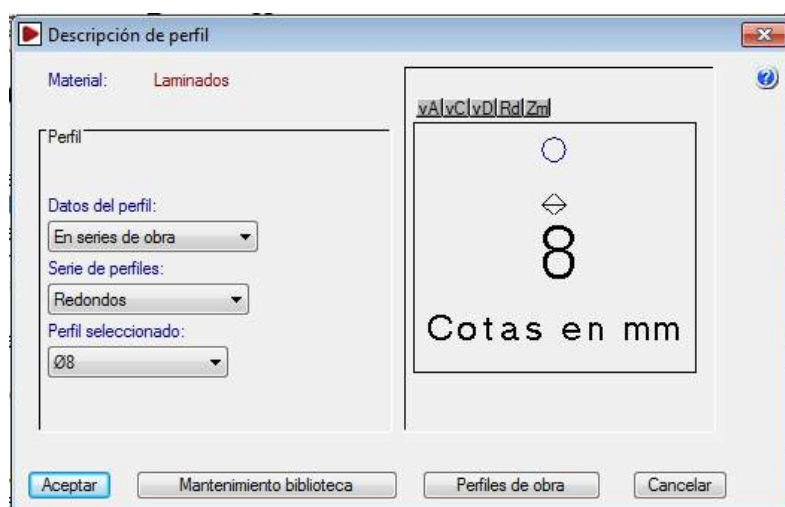 Descripción de perfil
Material: Laminados
Perfil
Datos del perfil:
En series de obra
Serie de perfiles:
Redondos
Perfil seleccionado:
Ø8
vA vC vD Rd Zm
8
Cotas en mm
Aceptar Mantenimiento biblioteca Perfiles de obra Cancelar